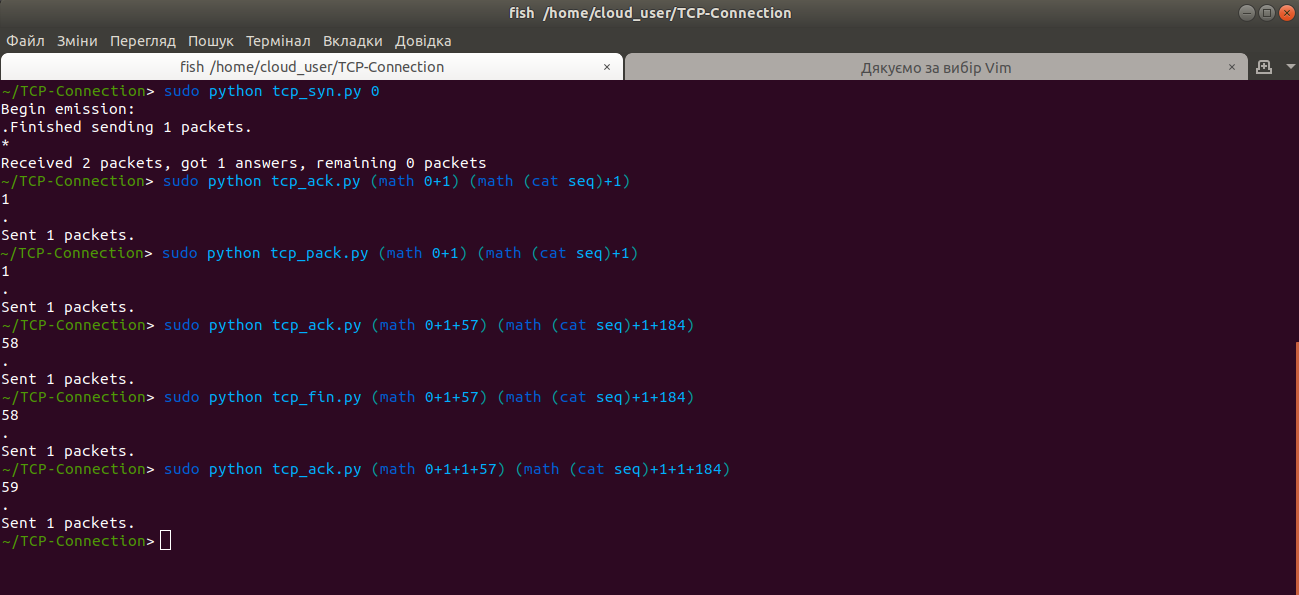 fish /home/cloud_user/TCP-Connection
Файл Зміни Перегляд Пошук Термінал Вкладки Довідка
fish /home/cloud_user/TCP-Connection × Дякуємо за вибір Vim ×
~/TCP-Connection> sudo python tcp_syn.py 0
Begin emission:
.Finished sending 1 packets.
*
Received 2 packets, got 1 answers, remaining 0 packets
~/TCP-Connection> sudo python tcp_ack.py (math 0+1) (math (cat seq)+1)
1
.
Sent 1 packets.
~/TCP-Connection> sudo python tcp_pack.py (math 0+1) (math (cat seq)+1)
1
.
Sent 1 packets.
~/TCP-Connection> sudo python tcp_ack.py (math 0+1+57) (math (cat seq)+1+184)
58
.
Sent 1 packets.
~/TCP-Connection> sudo python tcp_fin.py (math 0+1+57) (math (cat seq)+1+184)
58
.
Sent 1 packets.
~/TCP-Connection> sudo python tcp_ack.py (math 0+1+1+57) (math (cat seq)+1+1+184)
59
.
Sent 1 packets.
~/TCP-Connection>